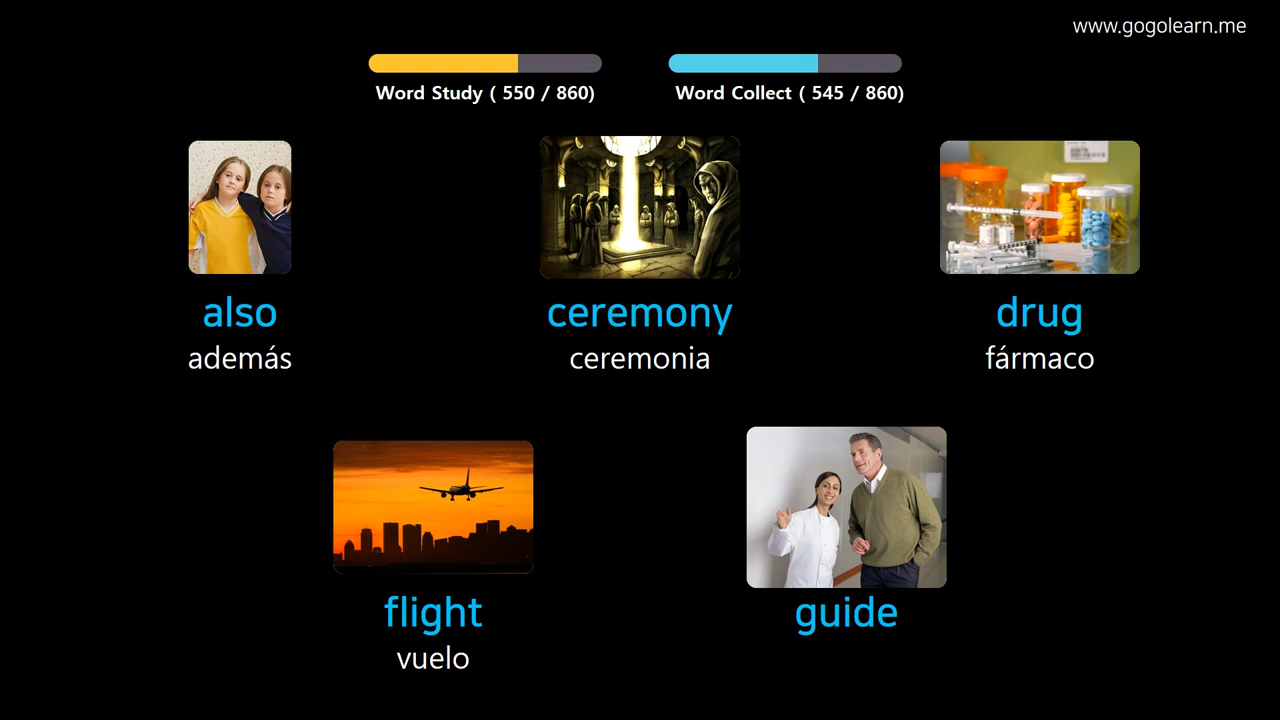 www.gogolearn.me
Word Study ( 550 / 860)
Word Collect ( 545 / 860)
also
además
ceremony
ceremonia
drug
fármaco
flight
vuelo
guide